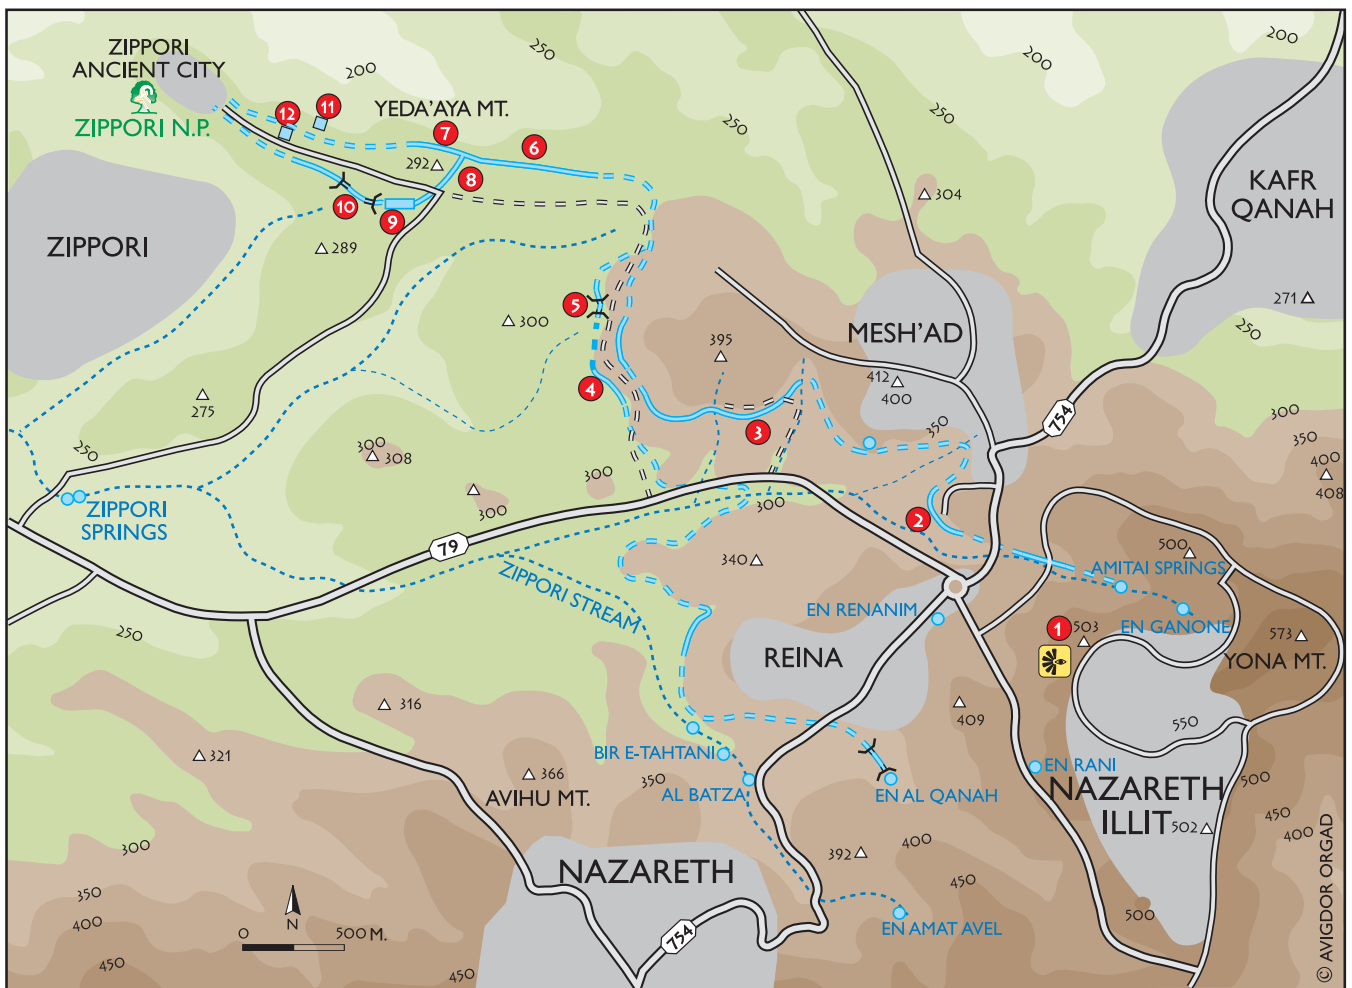 ZIPPORI
ANCIENT CITY
ZIPPORI N.P.
250
200
200
200
250
250
250
12
11
YEDA'AYA MT.
7
6
292
8
10
9
304
KAFR
QANAH
ZIPPORI
289
5
300
271
250
MESH'AD
395
412
400
4
275
3
754
350
300
350
400
408
250
300
308
300
300
300
ZIPPORI
SPRINGS
2
79
ZIPPORI STREAM
340
500
AMITAI SPRINGS
EN RENANIM
EN GANONE
1
503
573
YONA MT.
250
REINA
316
409
550
321
BIR E-TAHTANI
366
350
AVIHU MT.
AL BATZA
EN AL QANAH
EN RANI
NAZARETH
ILLIT
500
450
400
502
300
392
400
450
NAZARETH
350
400
450
N
0
500 M.
450
754
EN AMAT AVEL
500
© AVIGDOR ORGAD